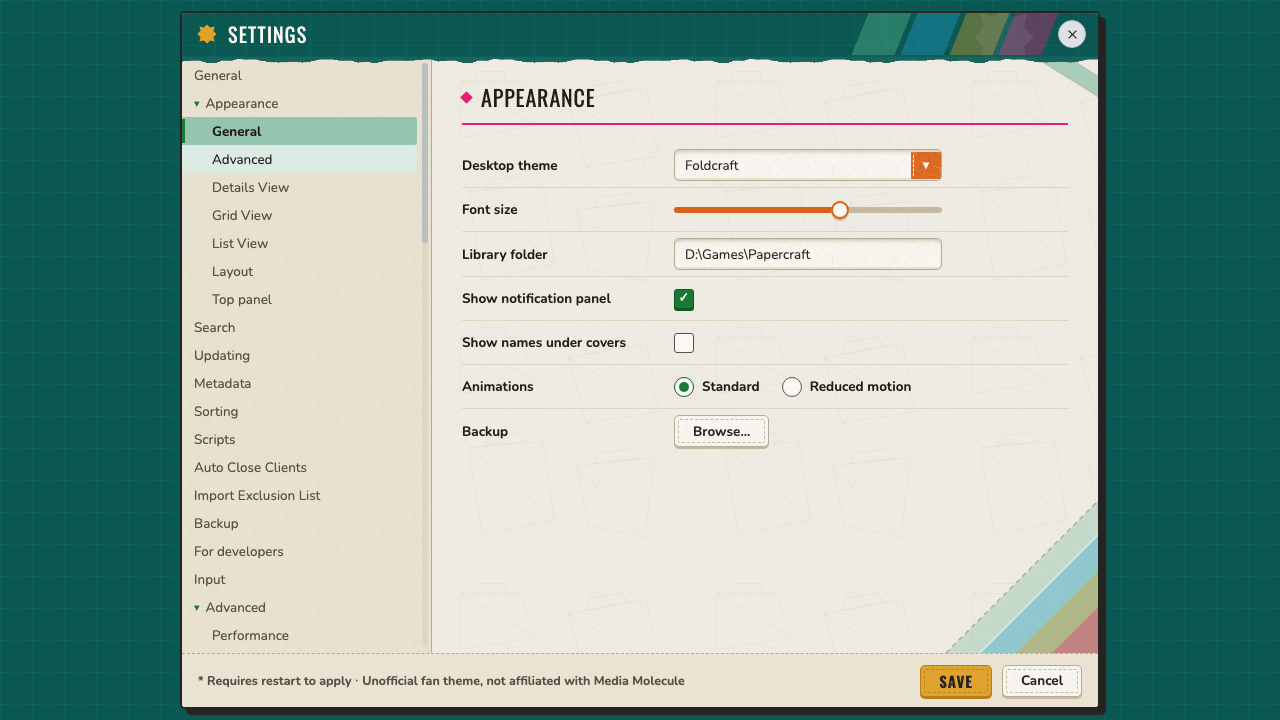 SETTINGS
General
Appearance
General
Advanced
Details View
Grid View
List View
Layout
Top panel
Search
Updating
Metadata
Sorting
Scripts
Auto Close Clients
Import Exclusion List
Backup
For developers
Input
Advanced
Performance
APPEARANCE
Desktop theme Foldcraft
Font size
Library folder D:\Games\Papercraft
Show notification panel
Show names under covers
Animations Standard Reduced motion
Backup Browse...
* Requires restart to apply · Unofficial fan theme, not affiliated with Media Molecule
SAVE Cancel